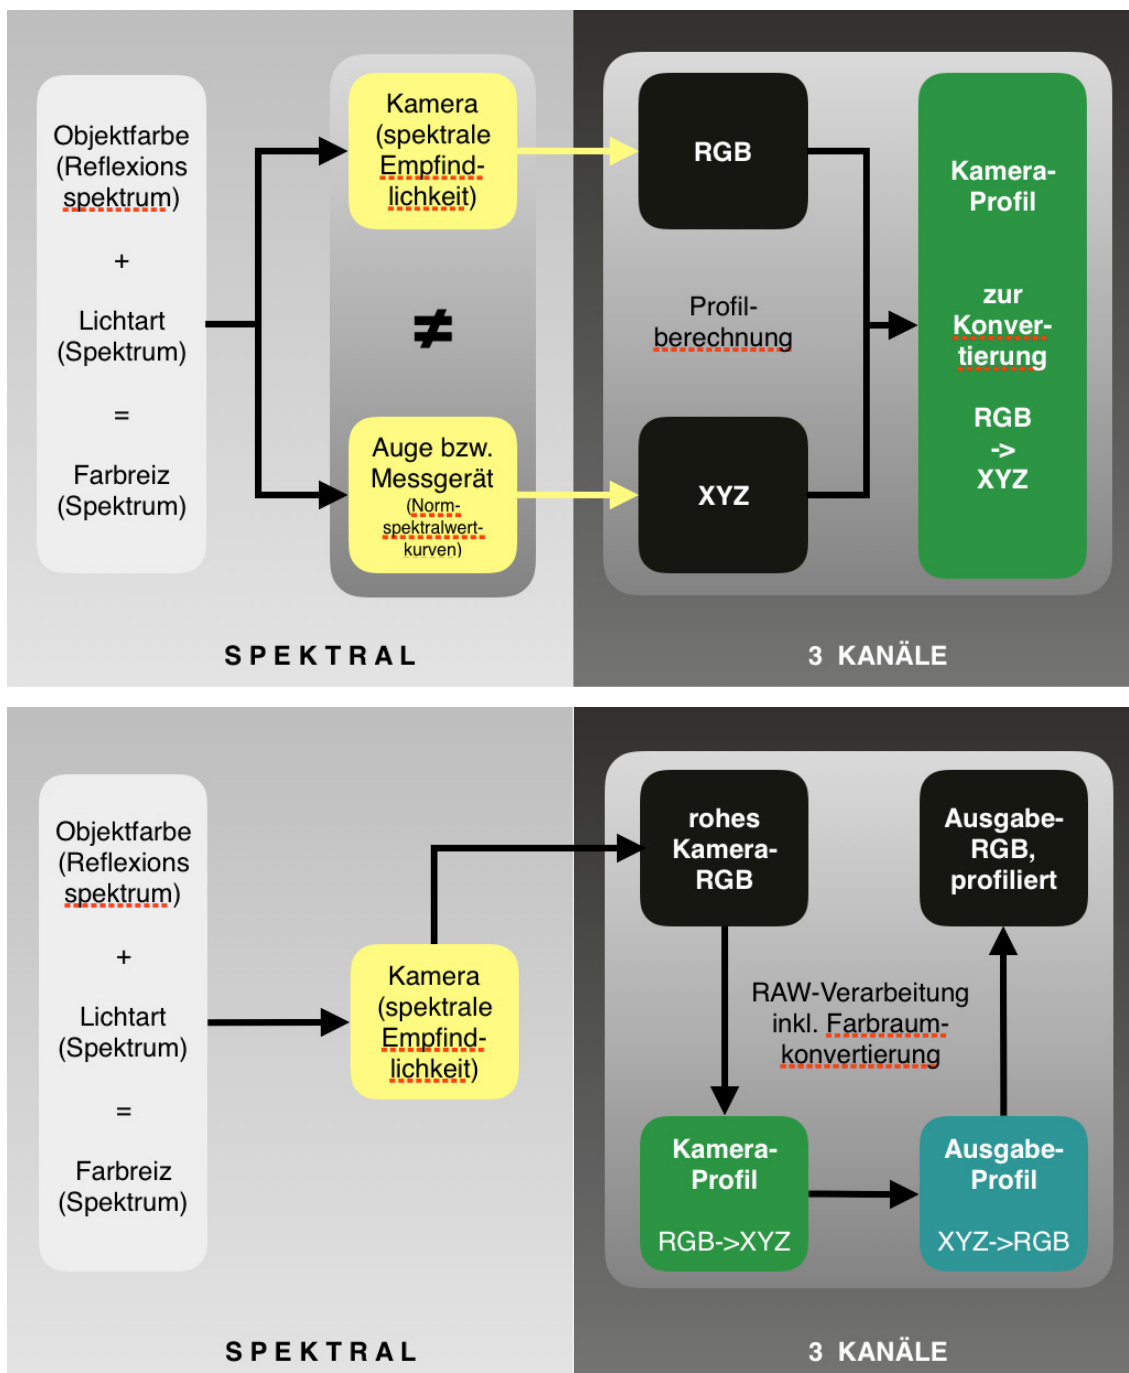 Objektfarbe
(Reflexions
spektrum)
+
Lichtart
(Spektrum)
=
Farbreiz
(Spektrum)
Kamera
(spektrale
Empfind-
lichkeit)
≠
Auge bzw.
Messgerät
(Norm-
spektralwert-
kurven)
SPEKTRAL
RGB
Profil-
berechnung
XYZ
Kamera-
Profil
zur
Konver-
tierung
RGB
->
XYZ
3 KANÄLE
Objektfarbe
(Reflexions
spektrum)
+
Lichtart
(Spektrum)
=
Farbreiz
(Spektrum)
Kamera
(spektrale
Empfind-
lichkeit)
SPEKTRAL
rohes
Kamera-
RGB
Ausgabe-
RGB,
profiliert
RAW-Verarbeitung
inkl. Farbraum-
konvertierung
Kamera-
Profil
RGB->XYZ
Ausgabe-
Profil
XYZ->RGB
3 KANÄLE